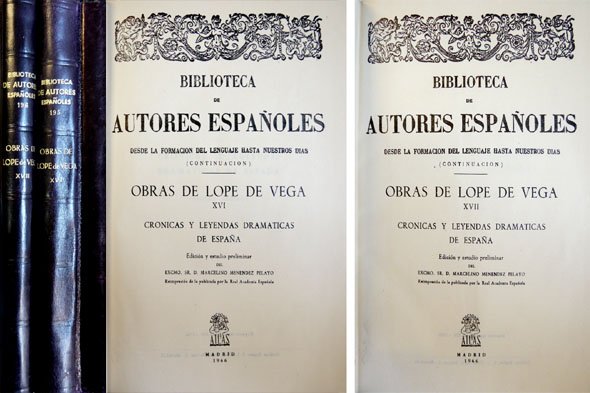 BIBLIOTECA
DE AUTORES
ESPAÑOLES
196
OBRAS DE
LOPE de VEGA
XVII
BIBLIOTECA
DE AUTORES
ESPAÑOLES
195
OBRAS DE
LOPE de VEGA
XVI
BIBLIOTECA
DE
AUTORES ESPAÑOLES
DESDE LA FORMACION DEL LENGUAJE HASTA NUESTROS DIAS
(CONTINUACION)
OBRAS DE LOPE DE VEGA
XVI
CRONICAS Y LEYENDAS DRAMATICAS
DE ESPAÑA
Edición y estudio preliminar
DEL
EXCMO. SR. D. MARCELINO MENENDEZ PELAYO
Reimpresión de la publicada por la Real Academia Española
ATLAS
MADRID
1966
BIBLIOTECA
DE
AUTORES ESPAÑOLES
DESDE LA FORMACION DEL LENGUAJE HASTA NUESTROS DIAS
(CONTINUACION)
OBRAS DE LOPE DE VEGA
XVII
CRONICAS Y LEYENDAS DRAMATICAS
DE ESPAÑA
Edición y estudio preliminar
DEL
EXCMO. SR. D. MARCELINO MENENDEZ PELAYO
Reimpresión de la publicada por la Real Academia Española
ATLAS
MADRID
1966